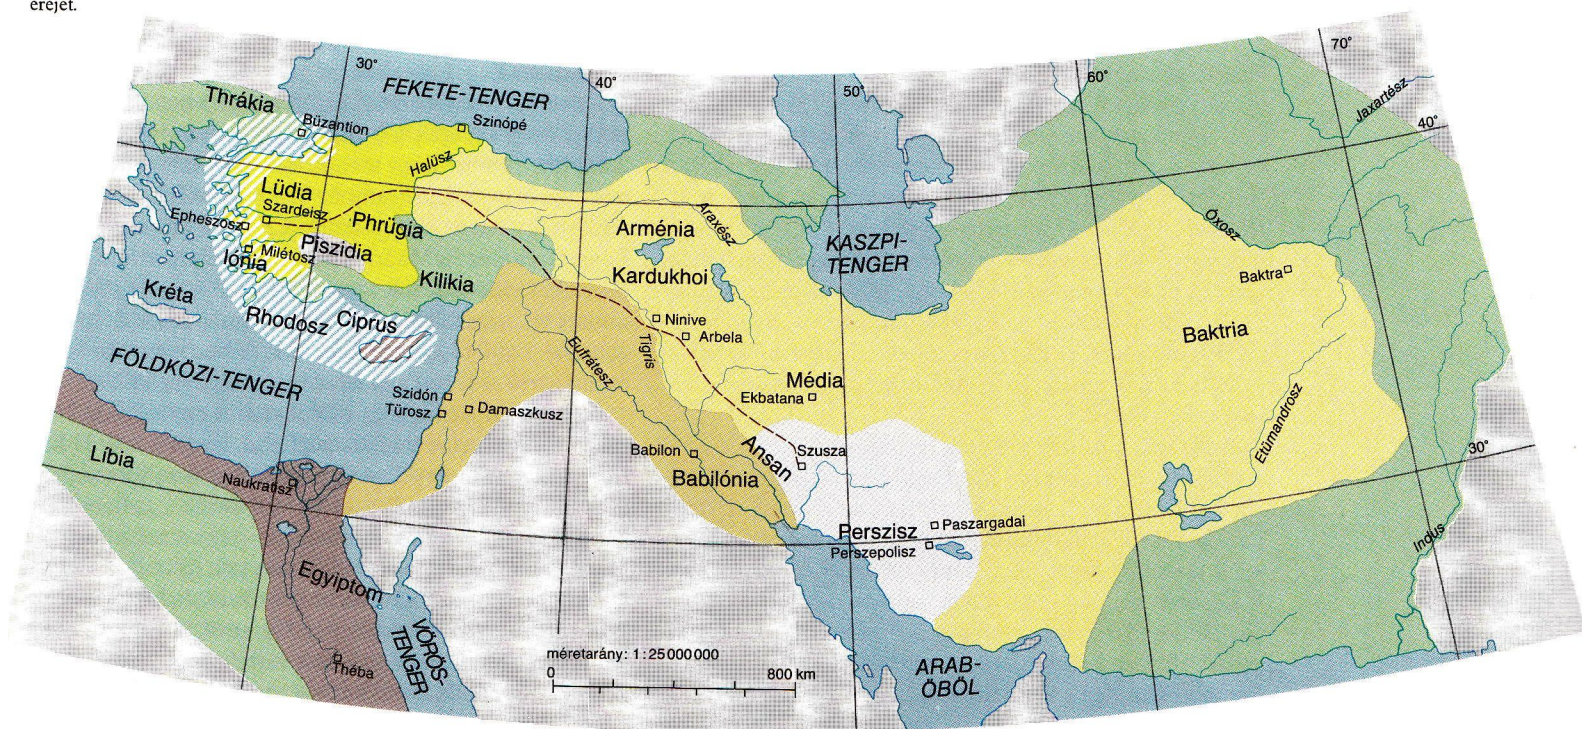 erejét.
30°
40°
50°
60°
70°
40°
30°
Thrákia
FEKETE-TENGER
Büzantion
Szinópé
Halüsz
Jaxartész
Lüdia
Szardeisz
Epheszosz
Phrügia
Piszidia
Milétosz
Iónia
Kilikia
Kréta
Rhodosz
Ciprus
Arménia
Araxész
Kardukhoi
KASZPI-
TENGER
Óxosz
Baktra
Baktria
Ninive
Arbela
Tigris
Eufrátesz
FÖLDKÖZI-TENGER
Szidón
Türosz
Damaszkusz
Média
Ekbatana
Etümandrosz
Ansan
Szusza
Babilon
Babilónia
Líbia
Naukratisz
Perszisz
Paszargadai
Perszepolisz
Indus
Egyiptom
VÖRÖS-
TENGER
Théba
méretarány: 1:25 000 000
0
800 km
ARAB-
ÖBÖL